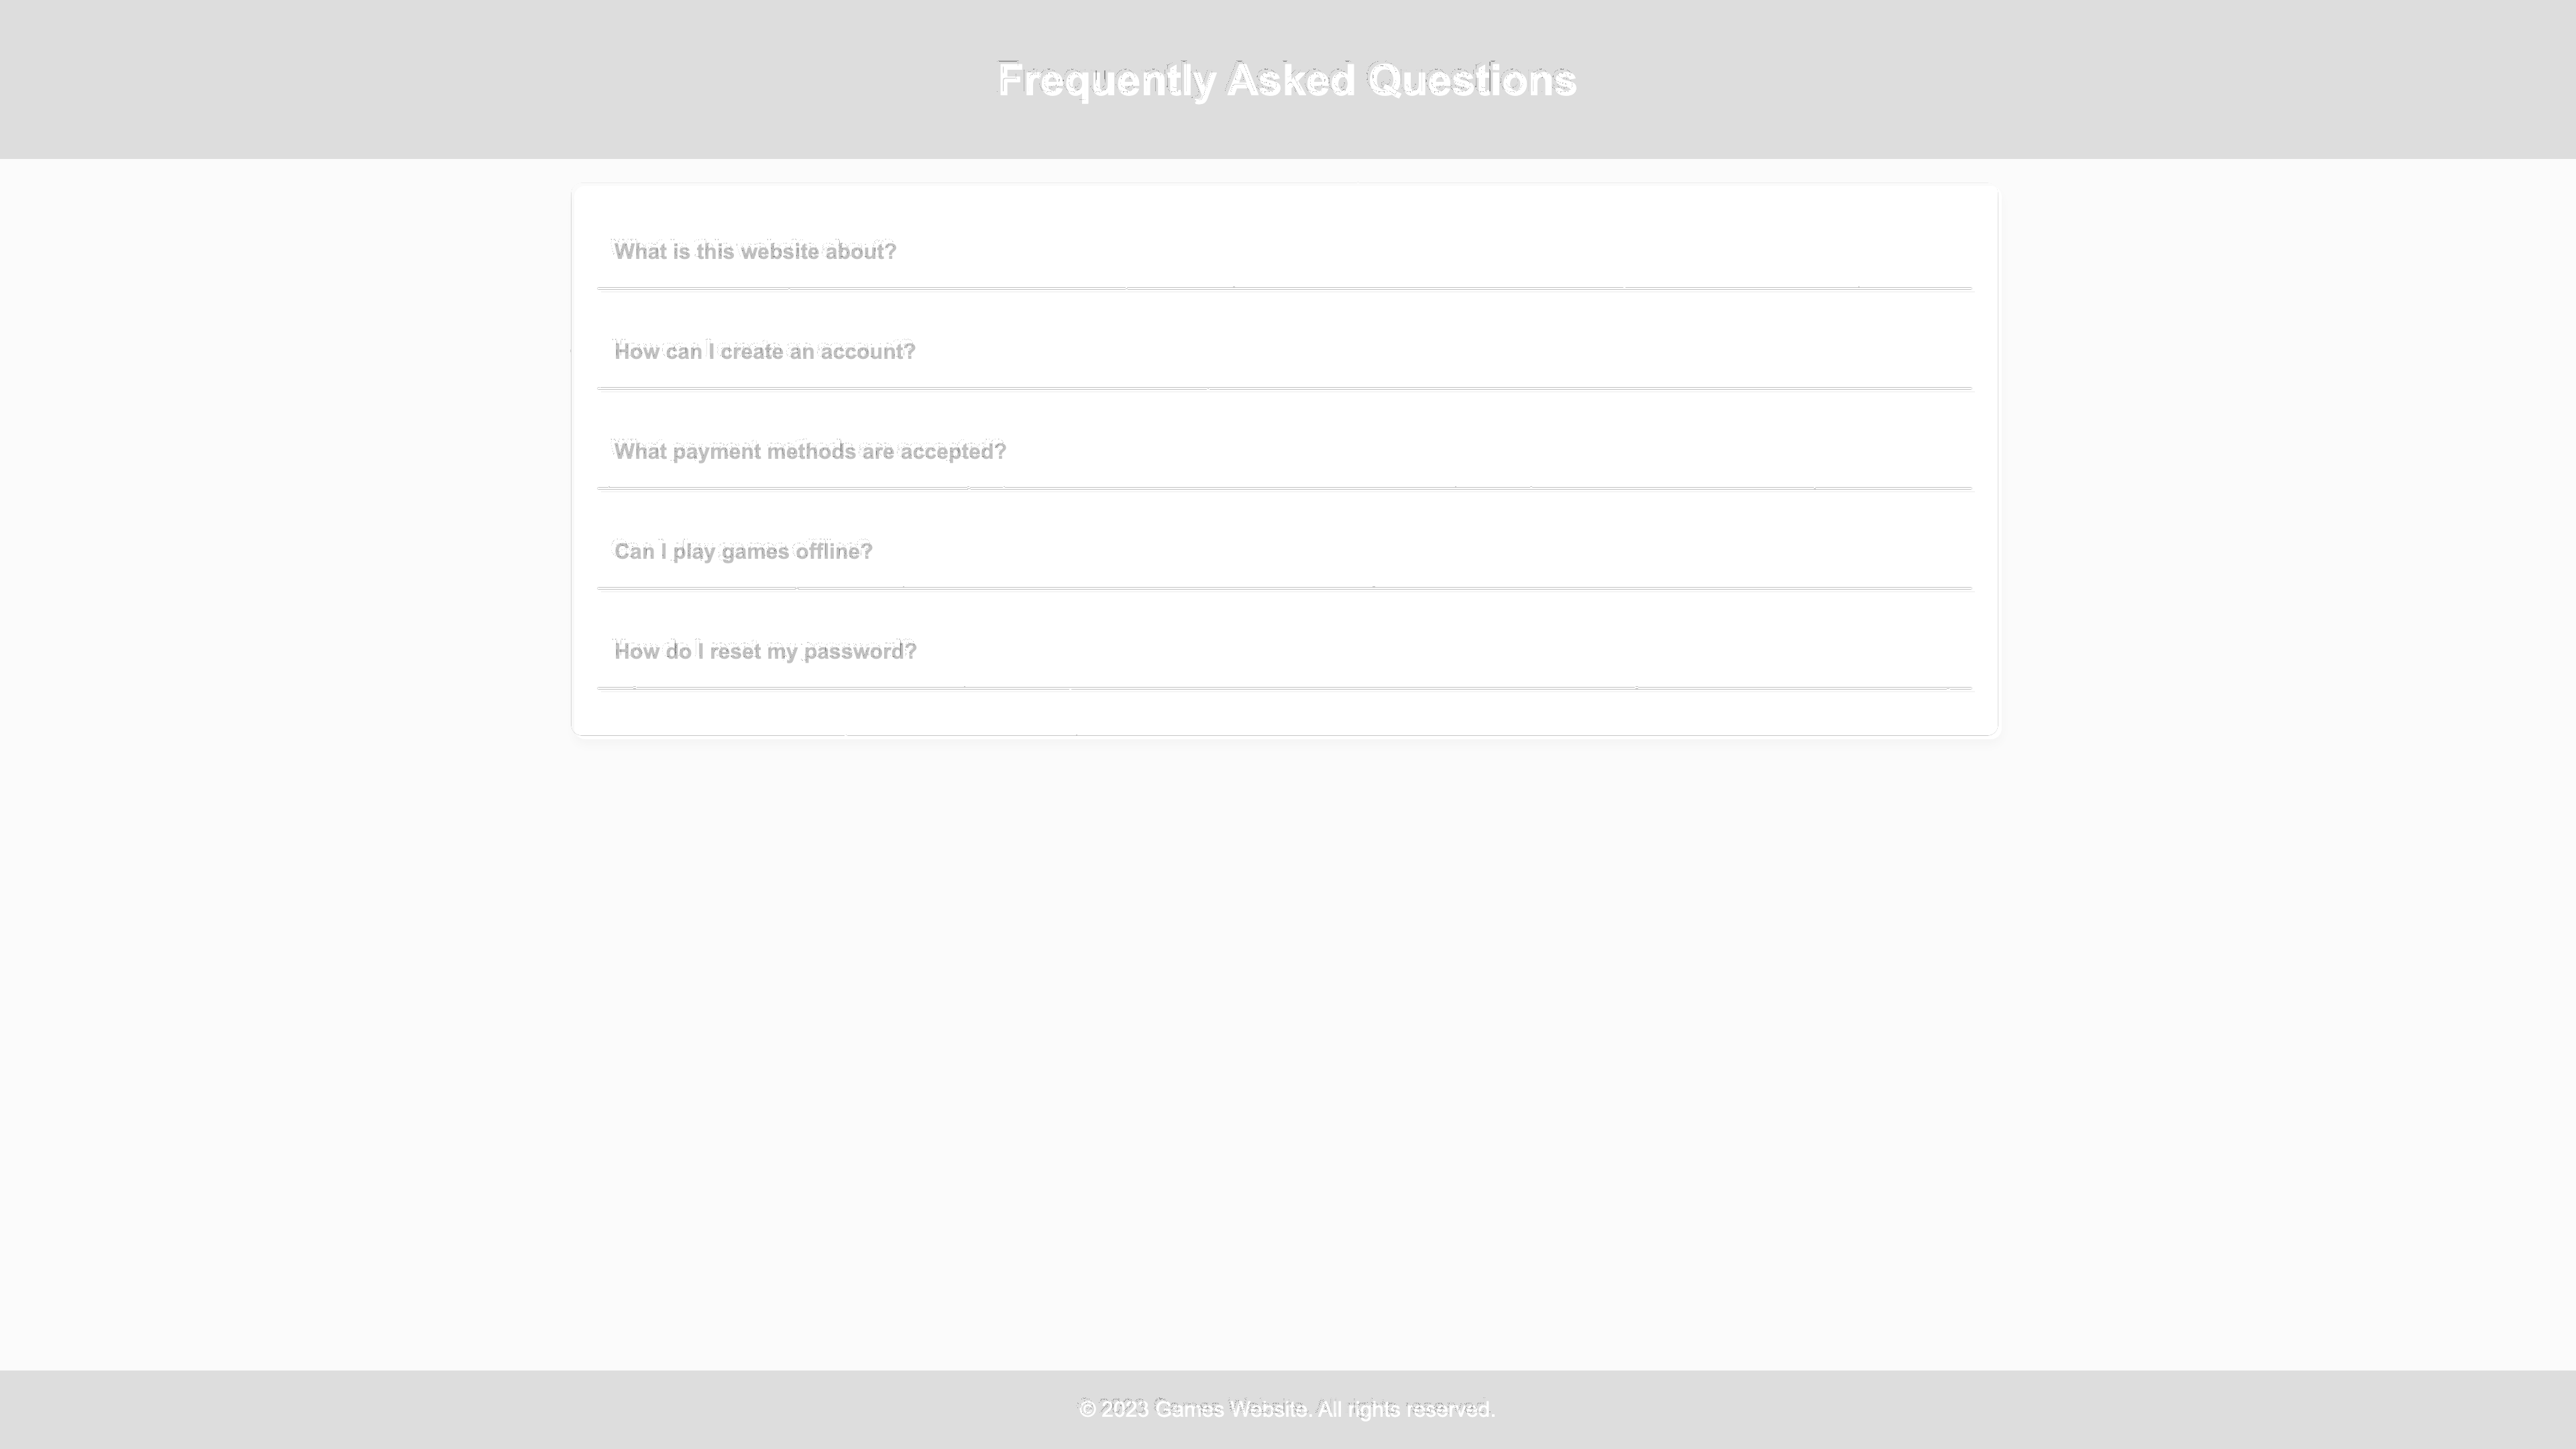 Frequently Asked Questions
What is this website about?
How can I create an account?
What payment methods are accepted?
Can I play games offline?
How do I reset my password?
© 2023 Games Website. All rights reserved.